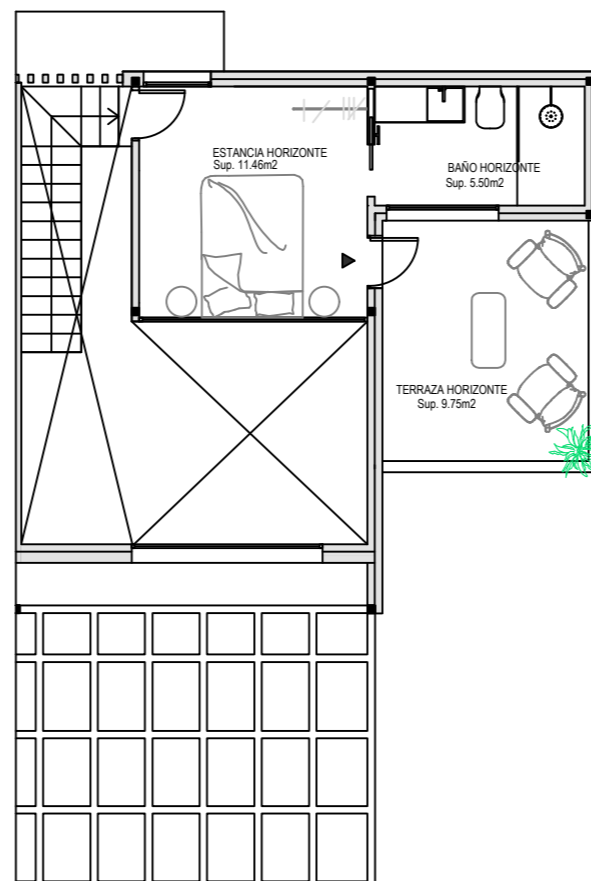 ESTANCIA HORIZONTE
Sup. 11.46m2
BAÑO HORIZONTE
Sup. 5.50m2
TERRAZA HORIZONTE
Sup. 9.75m2